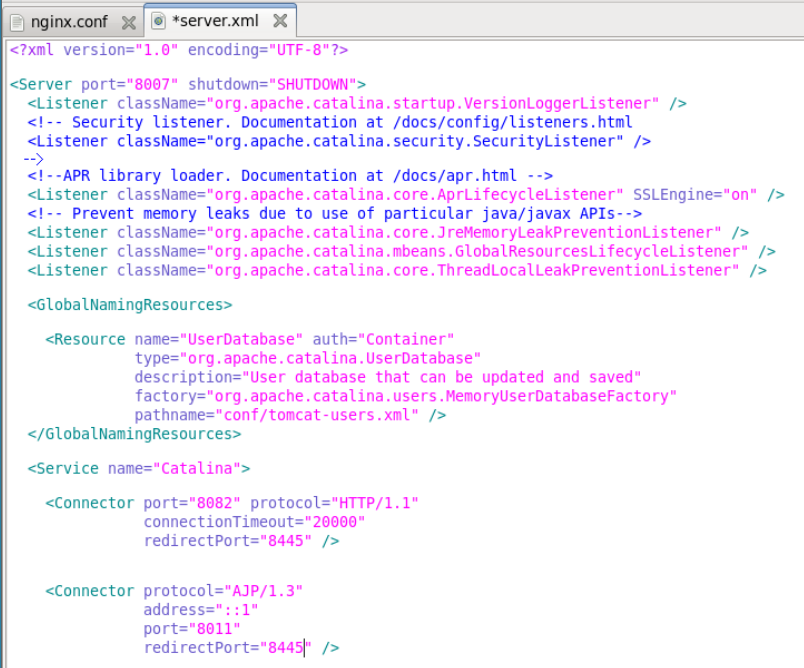 nginx.conf
*server.xml
<?xml version="1.0" encoding="UTF-8"?>
<Server port="8007" shutdown="SHUTDOWN">
<Listener className="org.apache.catalina.startup.VersionLoggerListener" />
<!-- Security listener. Documentation at /docs/config/listeners.html
<Listener className="org.apache.catalina.security.SecurityListener" />
-->
<!--APR library loader. Documentation at /docs/apr.html -->
<Listener className="org.apache.catalina.core.AprLifecycleListener" SSLEngine="on" />
<!-- Prevent memory leaks due to use of particular java/javax APIs-->
<Listener className="org.apache.catalina.core.JreMemoryLeakPreventionListener" />
<Listener className="org.apache.catalina.mbeans.GlobalResourcesLifecycleListener" />
<Listener className="org.apache.catalina.core.ThreadLocalLeakPreventionListener" />
<GlobalNamingResources>
<Resource name="UserDatabase" auth="Container"
type="org.apache.catalina.UserDatabase"
description="User database that can be updated and saved"
factory="org.apache.catalina.users.MemoryUserDatabaseFactory"
pathname="conf/tomcat-users.xml" />
</GlobalNamingResources>
<Service name="Catalina">
<Connector port="8082" protocol="HTTP/1.1"
connectionTimeout="20000"
redirectPort="8445" />
<Connector protocol="AJP/1.3"
address="::1"
port="8011"
redirectPort="8445" />